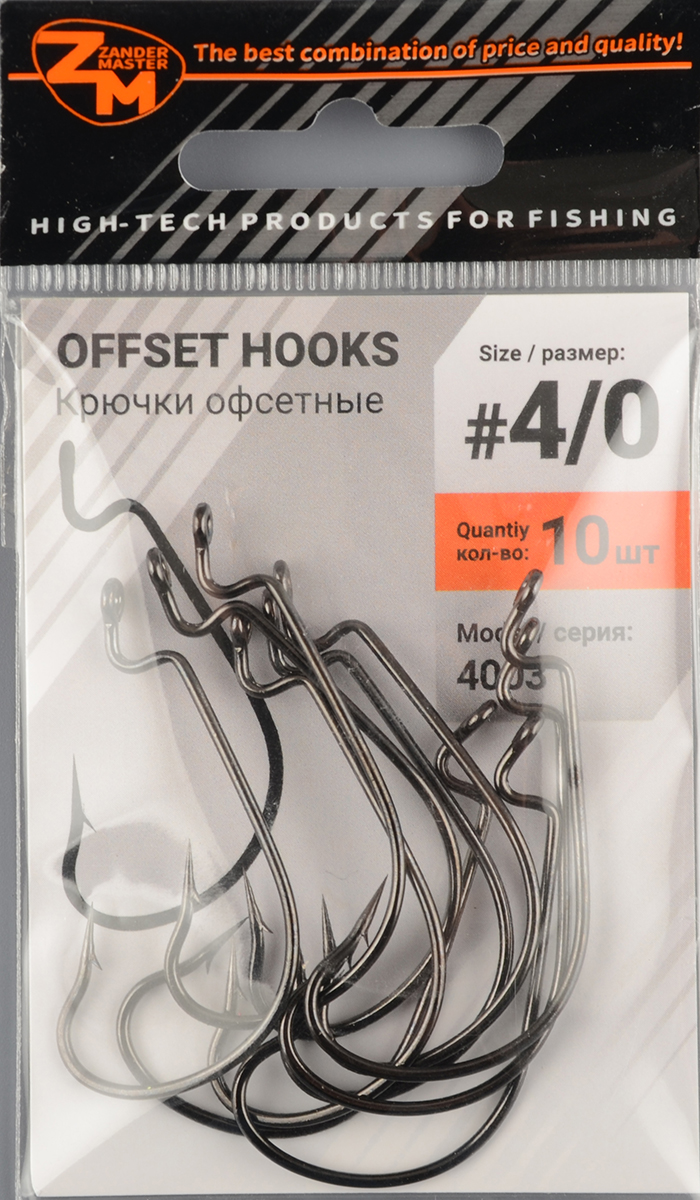 ZM ZANDER
MASTER
The best combination of price and quality!
HIGH-TECH PRODUCTS FOR FISHING
OFFSET HOOKS
Крючки офсетные
Size / размер:
#4/0
Quantiy
кол-во: 10 шт
/ серия:
4003